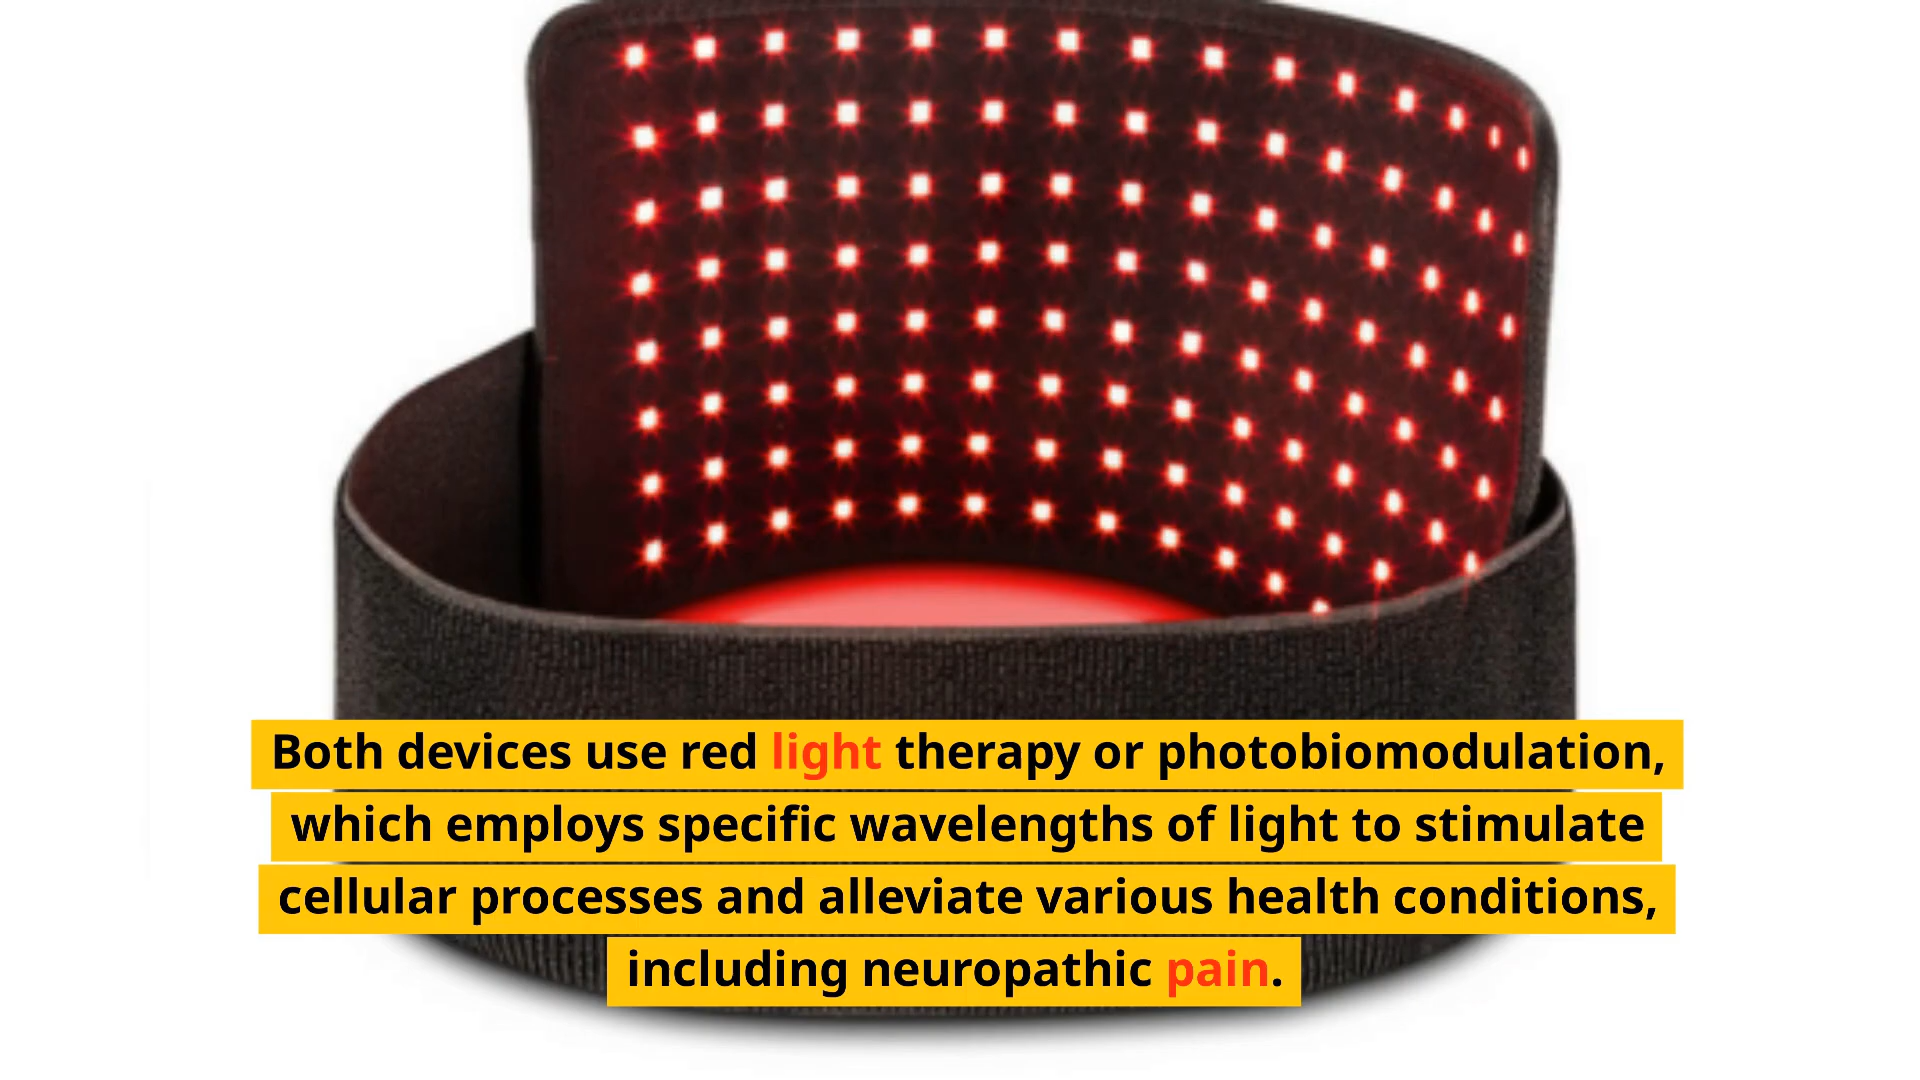 Both devices use red light therapy or photobiomodulation,
which employs specific wavelengths of light to stimulate
cellular processes and alleviate various health conditions,
including neuropathic pain.